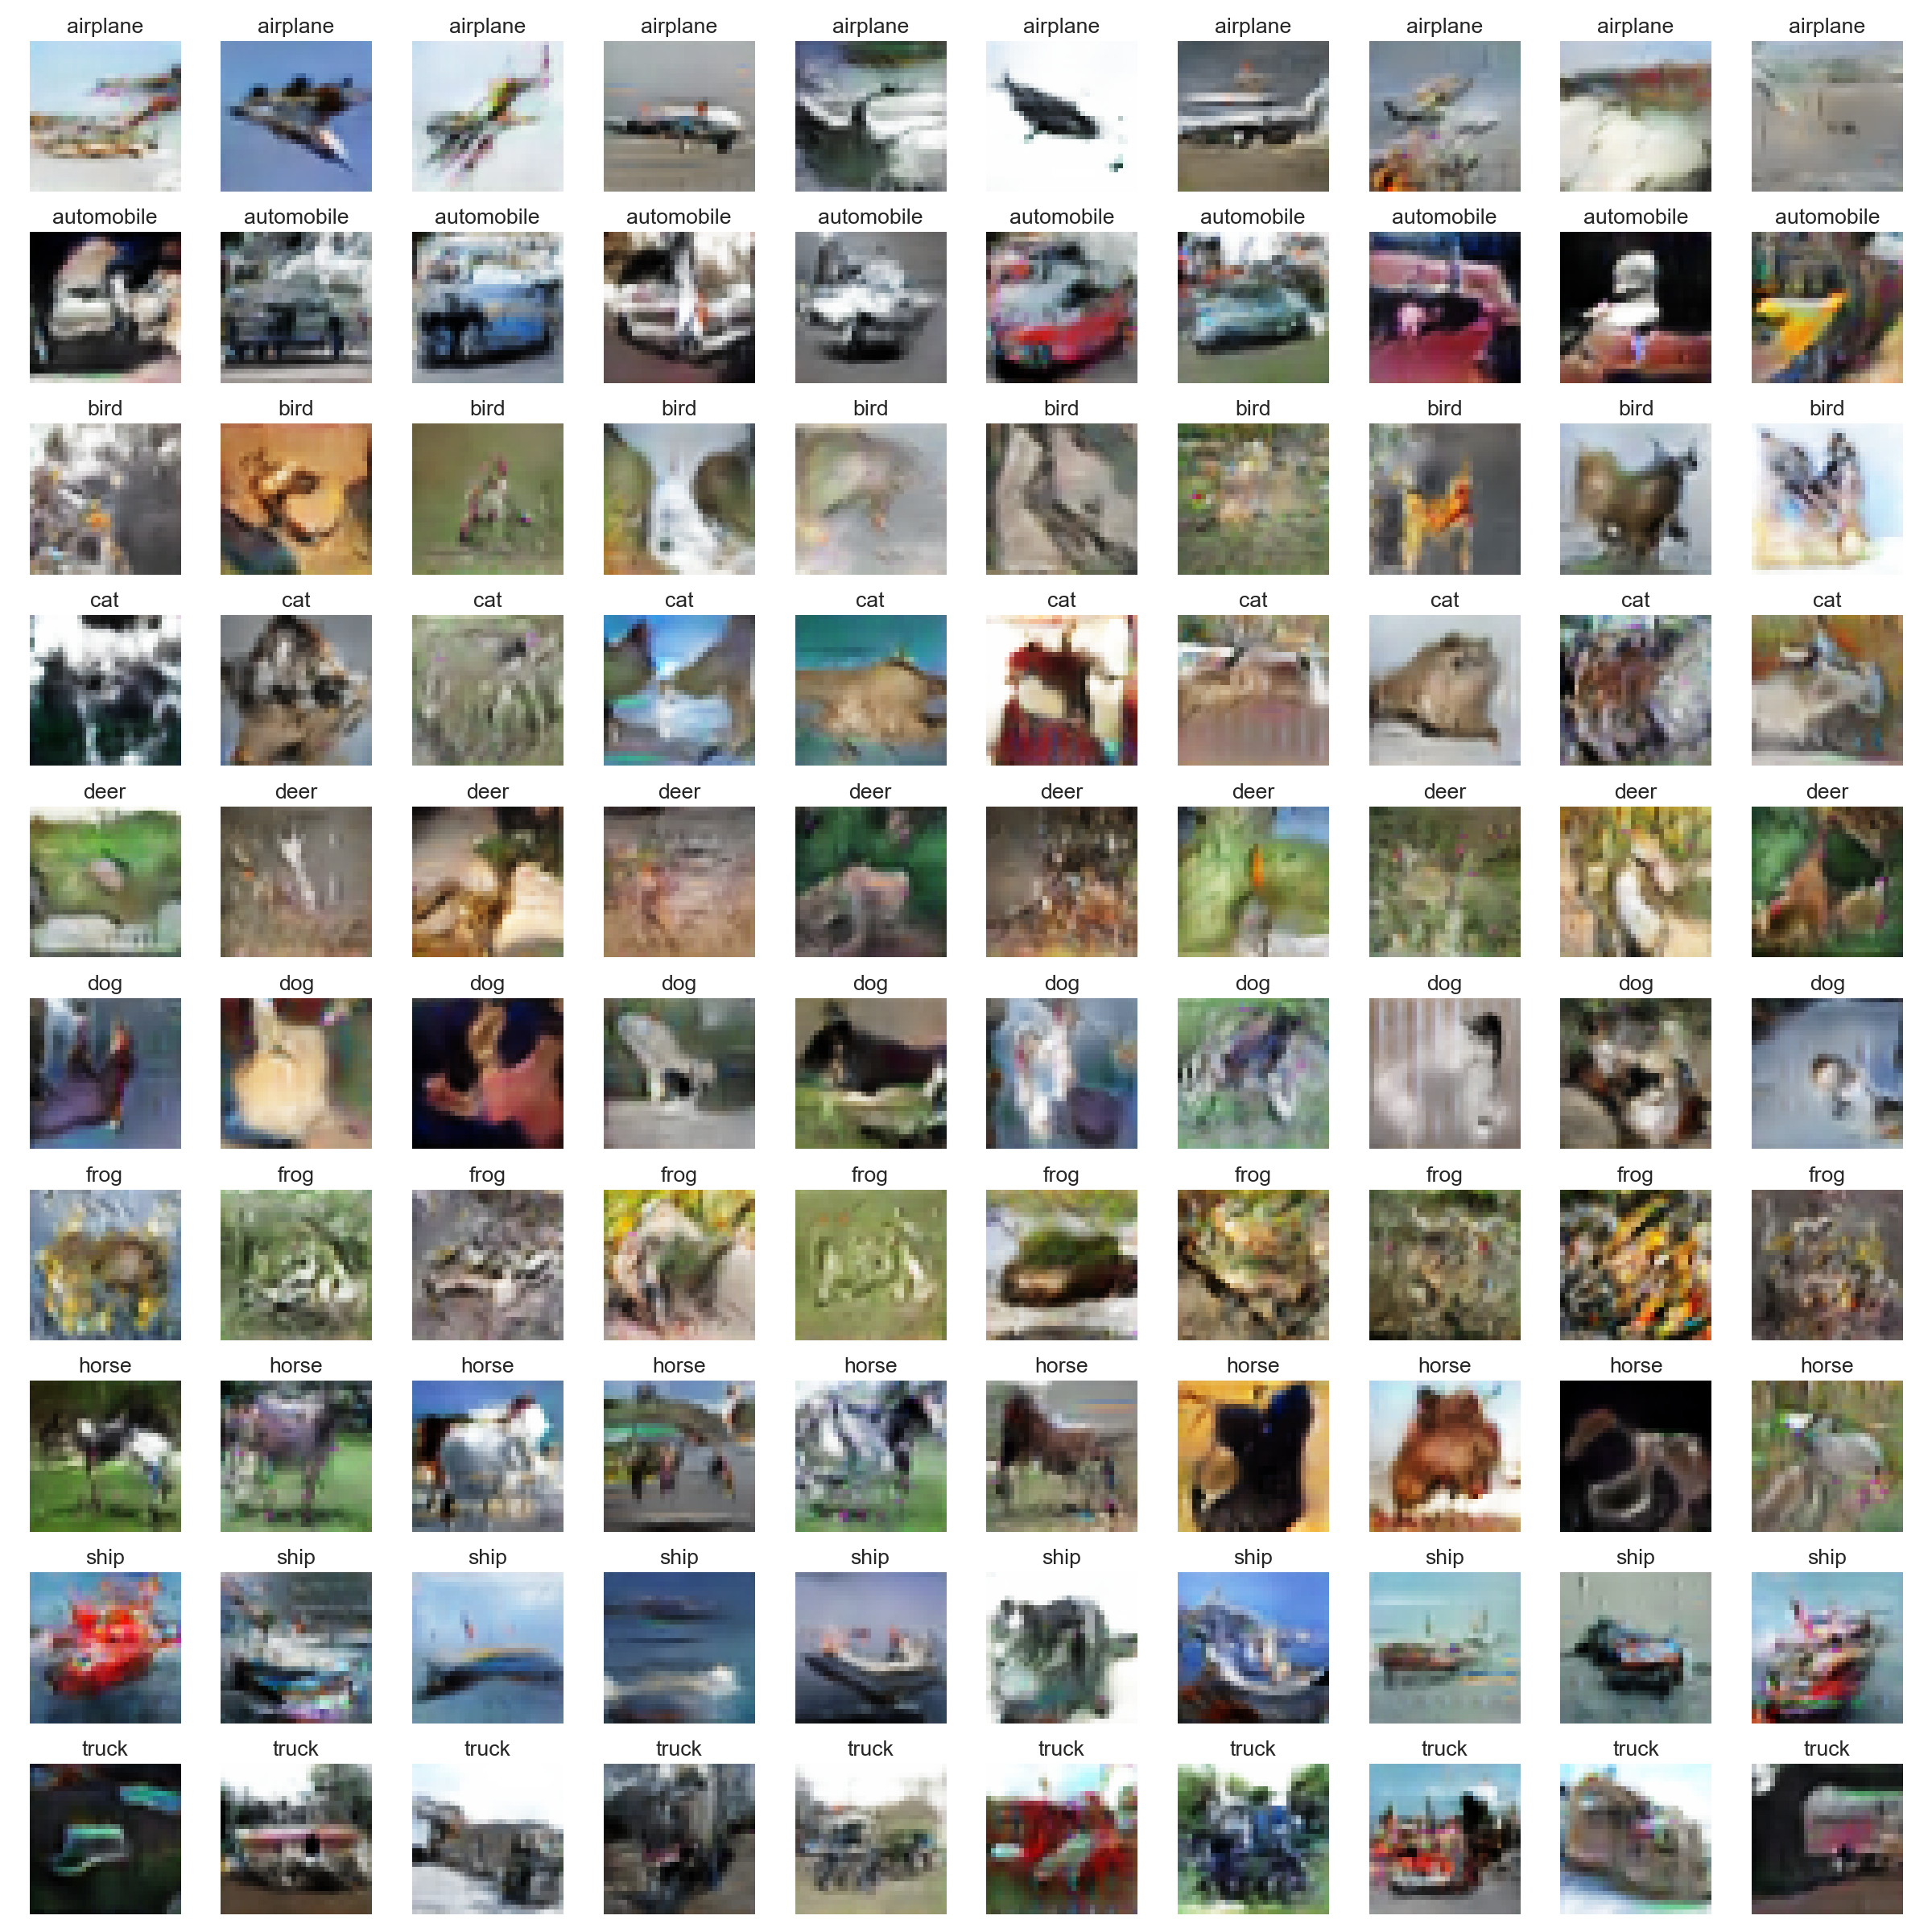 airplane airplane airplane airplane airplane airplane airplane airplane airplane airplane
automobile automobile automobile automobile automobile automobile automobile automobile automobile automobile
bird bird bird bird bird bird bird bird bird bird
cat cat cat cat cat cat cat cat cat cat
deer deer deer deer deer deer deer deer deer deer
dog dog dog dog dog dog dog dog dog dog
frog frog frog frog frog frog frog frog frog frog
horse horse horse horse horse horse horse horse horse horse
ship ship ship ship ship ship ship ship ship ship
truck truck truck truck truck truck truck truck truck truck